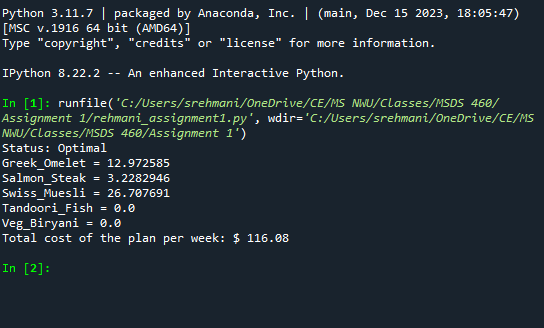 Python 3.11.7 | packaged by Anaconda, Inc. | (main, Dec 15 2023, 18:05:47)
[MSC v.1916 64 bit (AMD64)]
Type "copyright", "credits" or "license" for more information.
IPython 8.22.2 -- An enhanced Interactive Python.
In [1]: runfile('C:/Users/srehmani/OneDrive/CE/MS NWU/Classes/MSDS 460/
Assignment 1/rehmani_assignment1.py', wdir='C:/Users/srehmani/OneDrive/CE/MS
NWU/Classes/MSDS 460/Assignment 1')
Status: Optimal
Greek_Omelet = 12.972585
Salmon_Steak = 3.2282946
Swiss_Muesli = 26.707691
Tandoori_Fish = 0.0
Veg_Biryani = 0.0
Total cost of the plan per week: $ 116.08
In [2]: